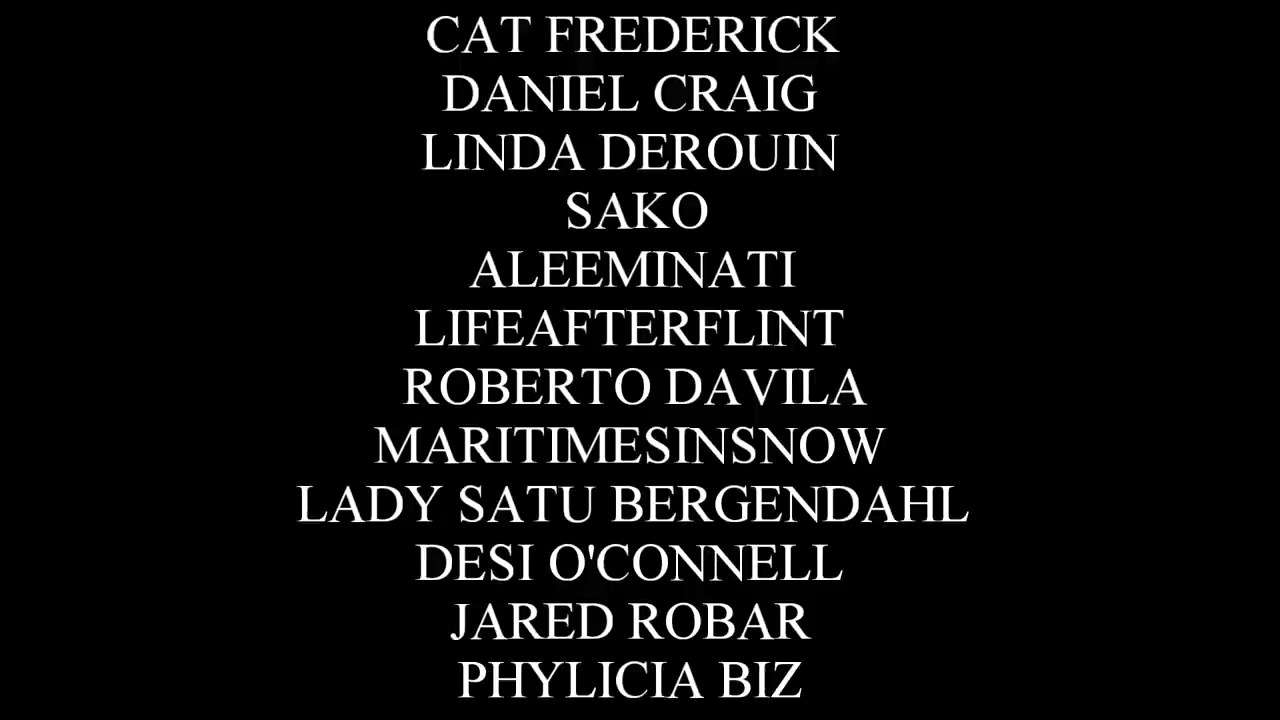 CAT FREDERICK
DANIEL CRAIG
LINDA DEROUIN
SAKO
ALEEMINATI
LIFEAFTERFLINT
ROBERTO DAVILA
MARITIMESINSNOW
LADY SATU BERGENDAHL
DESI O'CONNELL
JARED ROBAR
PHYLICIA BIZ